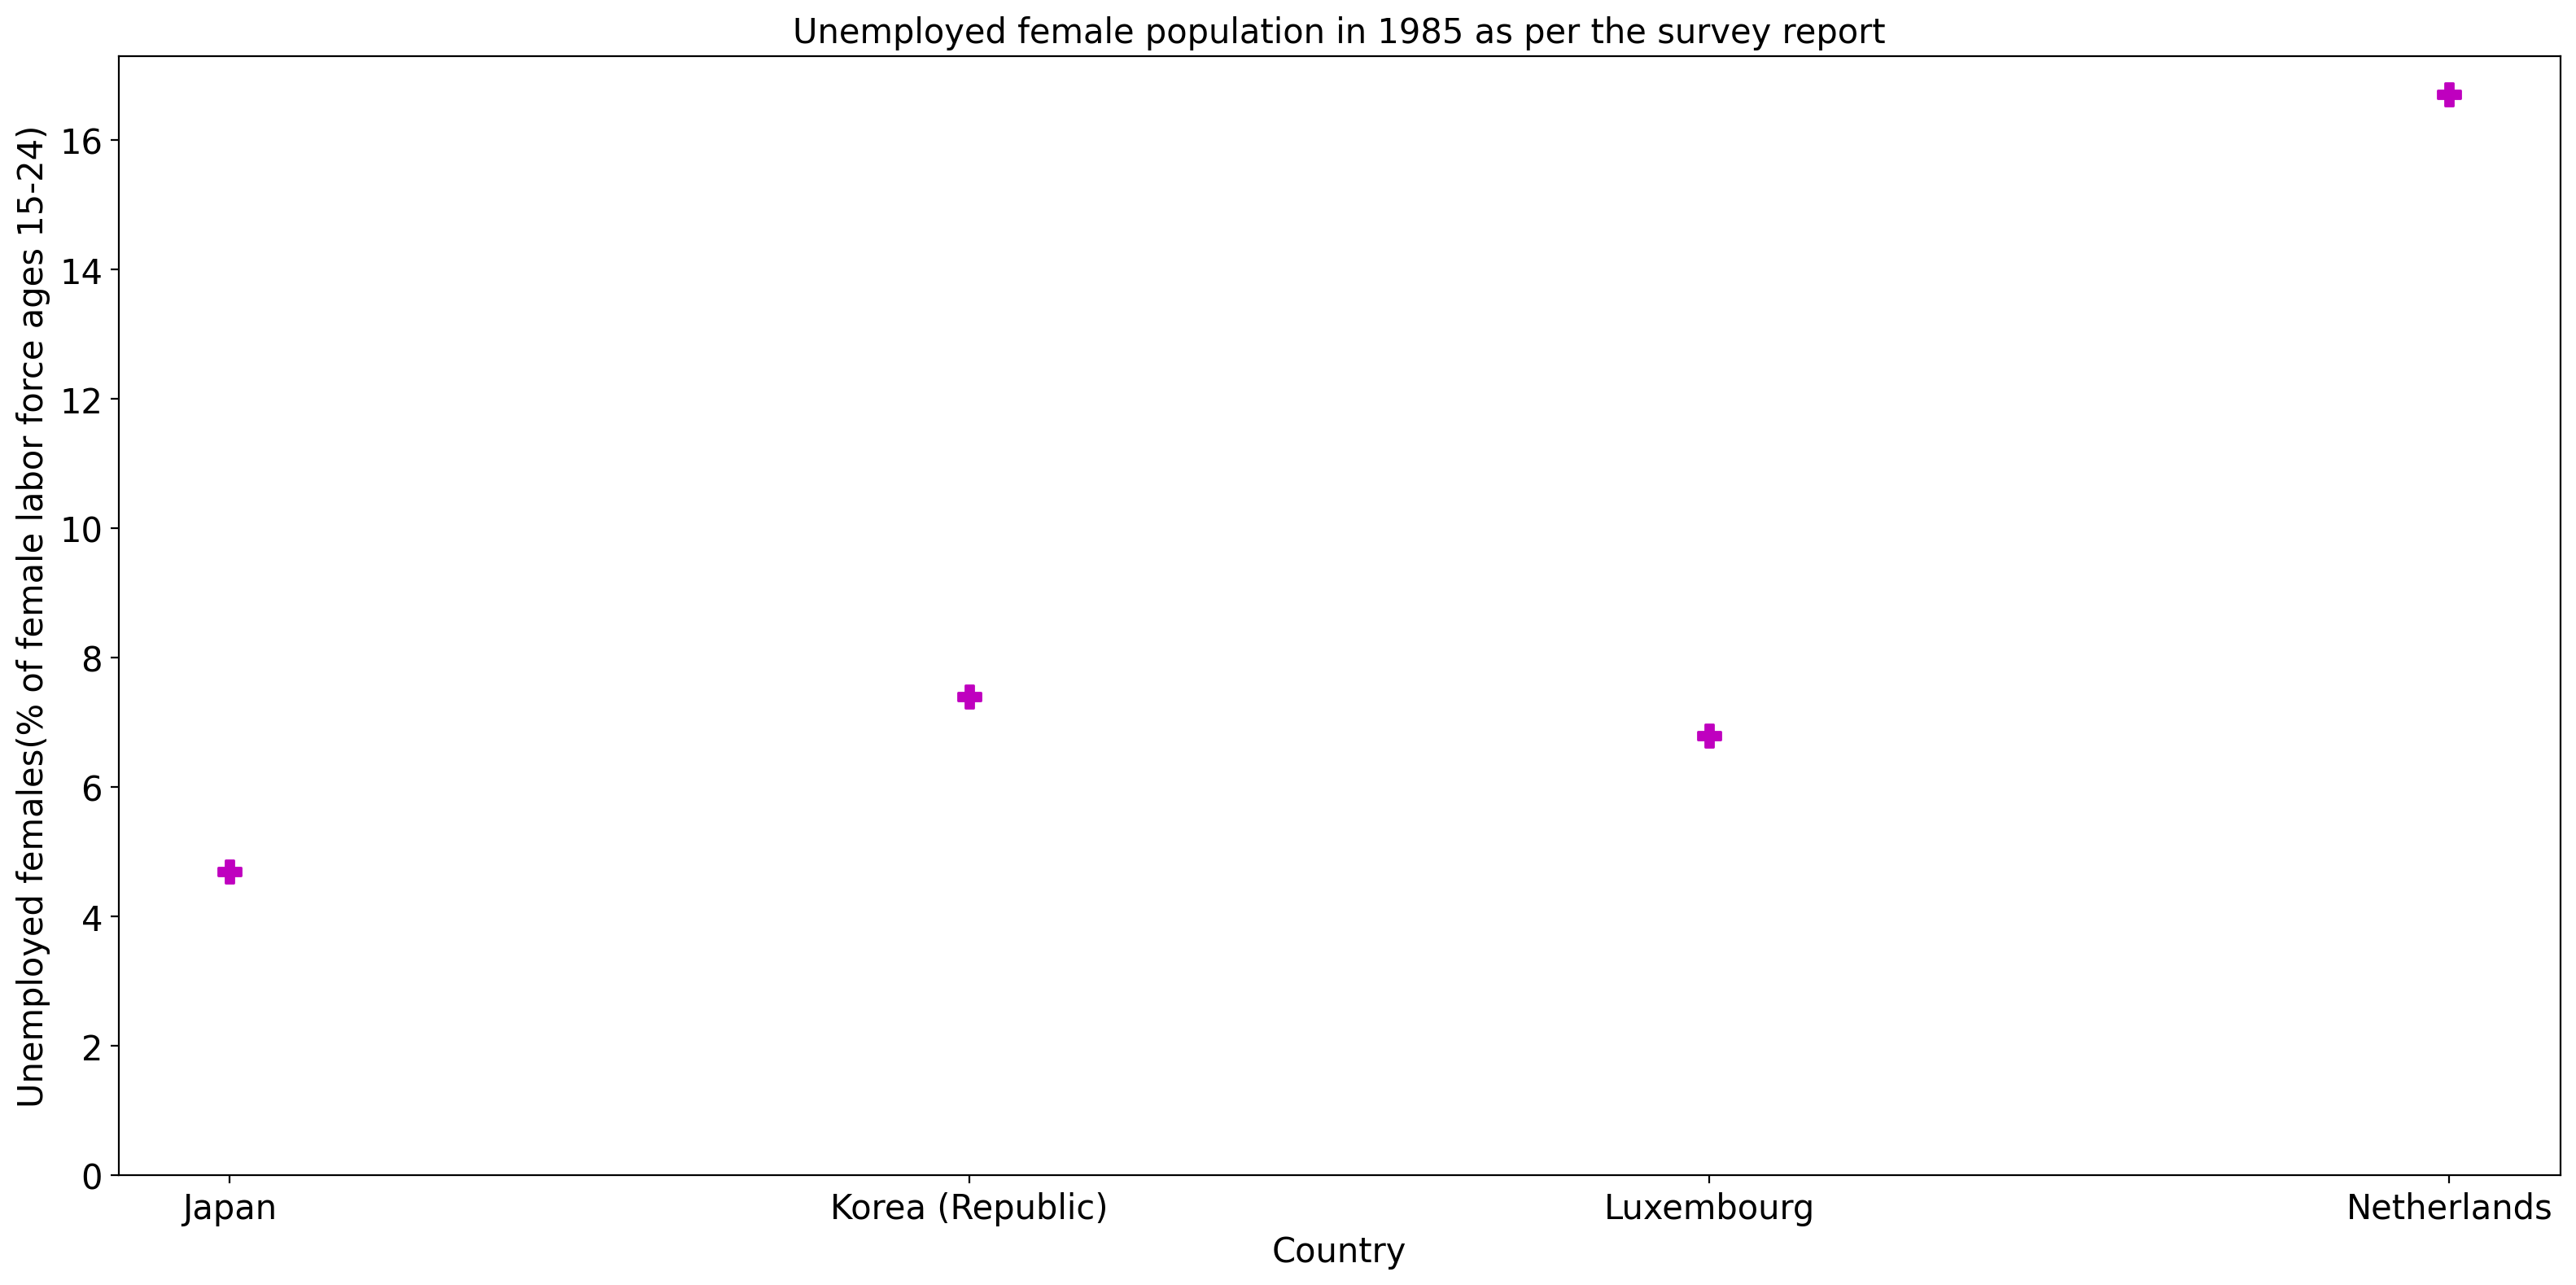 Unemployed female population in 1985 as per the survey report
Unemployed females(% of female labor force ages 15-24)
16
14
12
10
8
6
4
2
0
Japan
Korea (Republic)
Luxembourg
Netherlands
Country